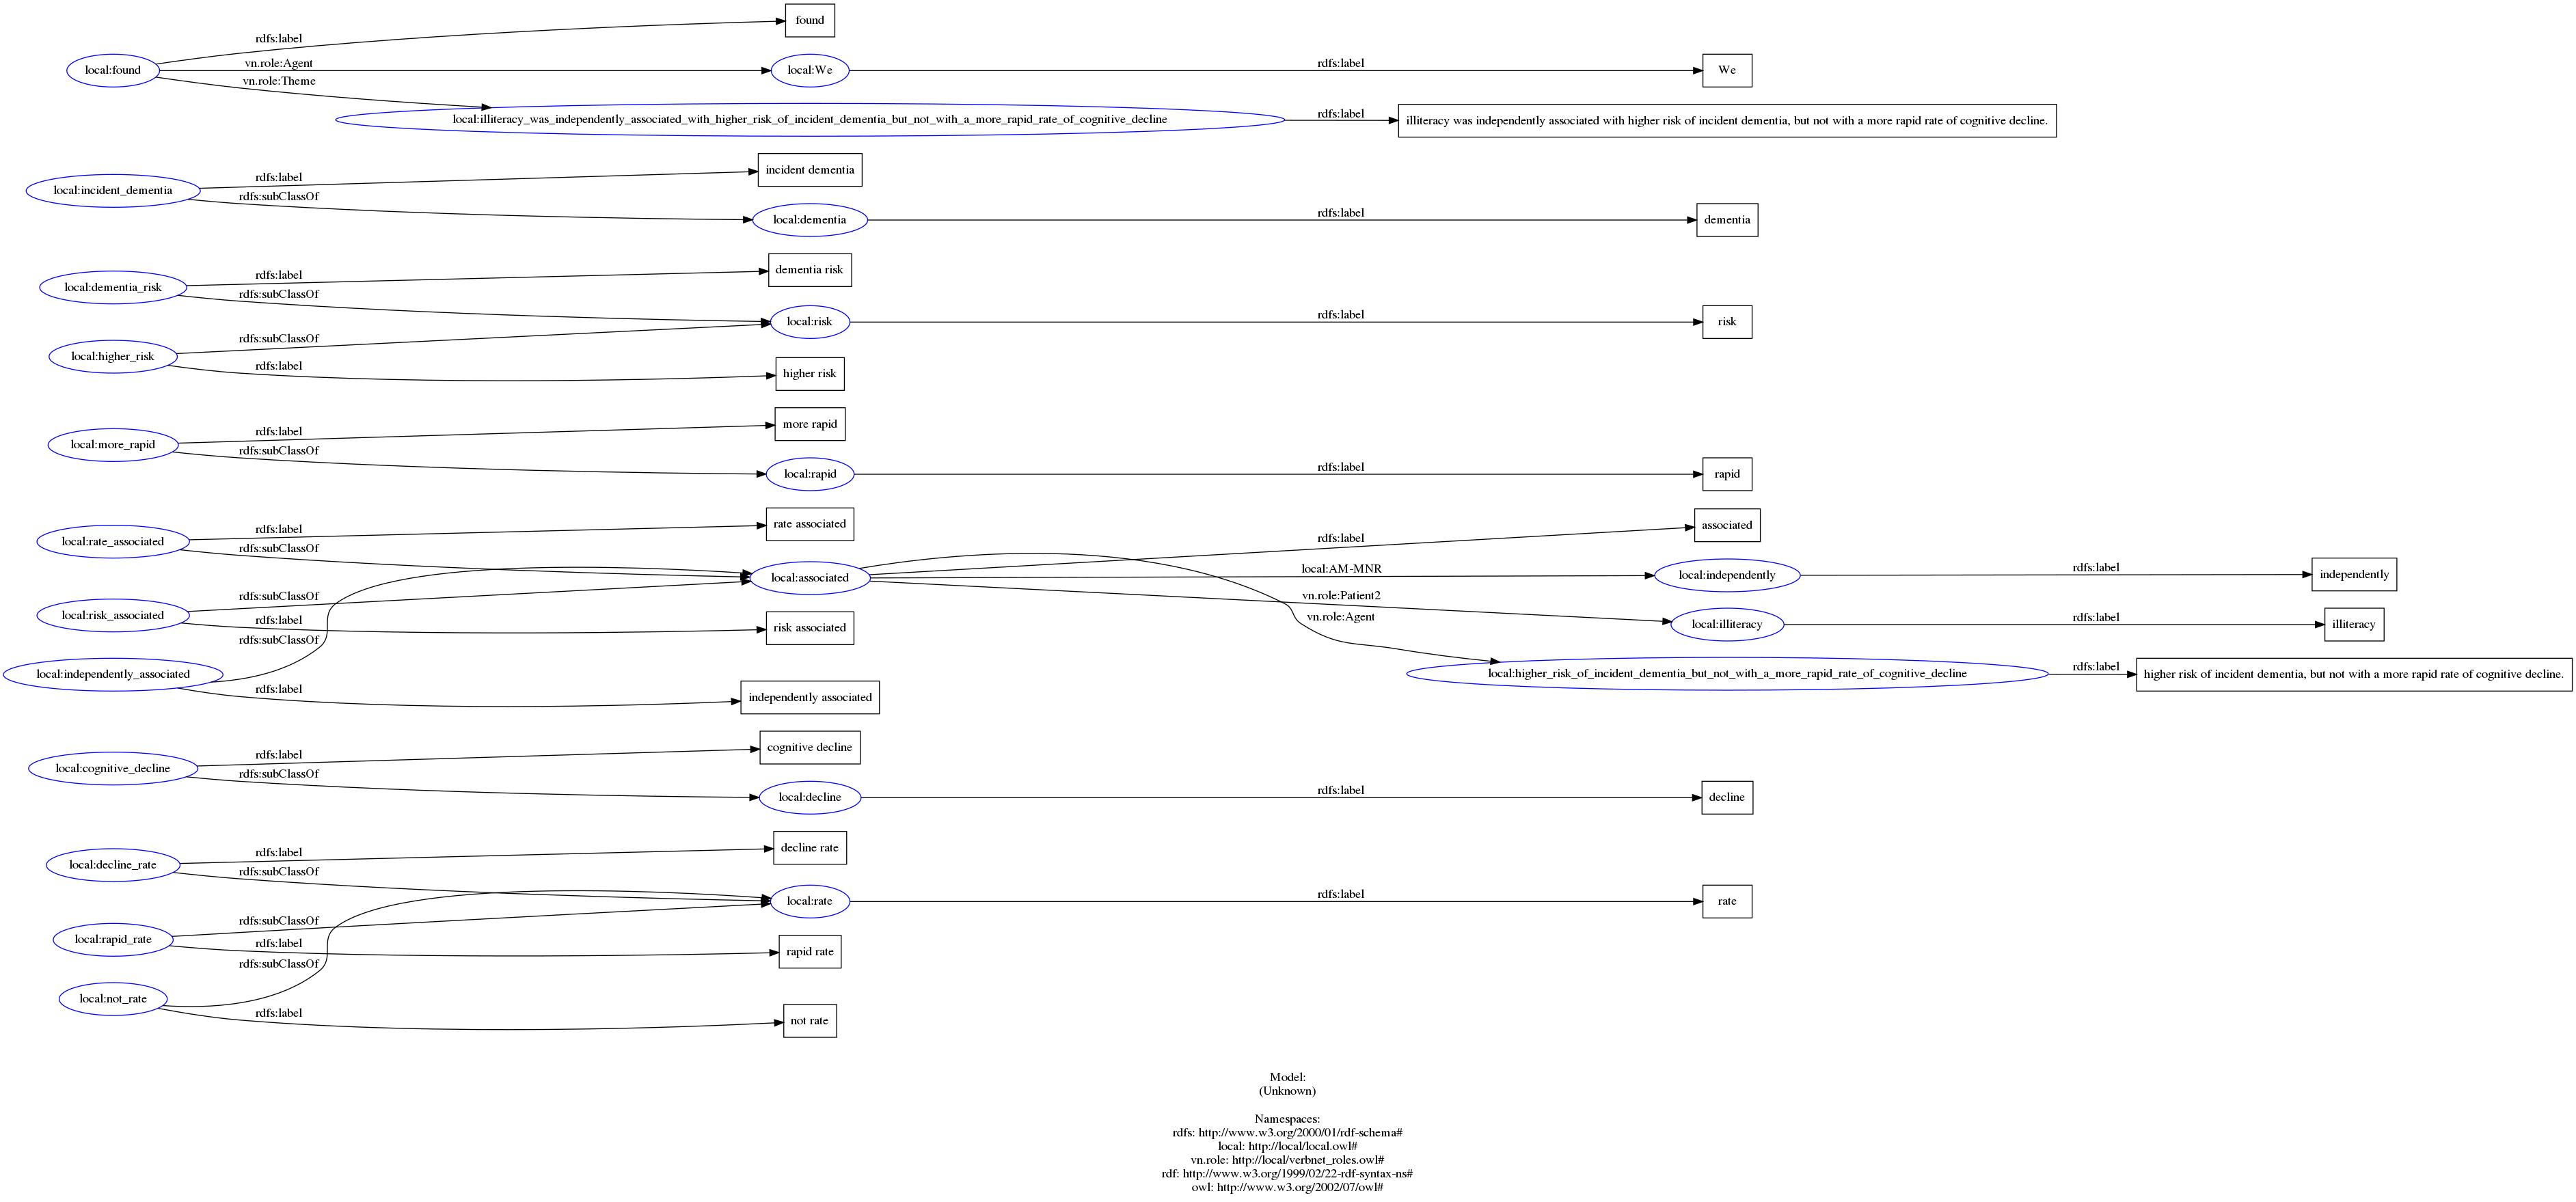 found
rdfs:label
local:found
vn.role:Agent
local:We
rdfs:label
We
vn.role:Theme
local:illiteracy_was_independently_associated_with_higher_risk_of_incident_dementia_but_not_with_a_more_rapid_rate_of_cognitive_decline
rdfs:label
illiteracy was independently associated with higher risk of incident dementia, but not with a more rapid rate of cognitive decline.
incident dementia
rdfs:label
local:incident_dementia
rdfs:subClassOf
local:dementia
rdfs:label
dementia
dementia risk
rdfs:label
local:dementia_risk
rdfs:subClassOf
local:risk
rdfs:label
risk
rdfs:subClassOf
local:higher_risk
rdfs:label
higher risk
more rapid
rdfs:label
local:more_rapid
rdfs:subClassOf
local:rapid
rdfs:label
rapid
rate associated
rdfs:label
local:rate_associated
rdfs:subClassOf
local:associated
rdfs:label
associated
local:AM-MNR
local:independently
rdfs:label
independently
rdfs:subClassOf
local:risk_associated
rdfs:label
risk associated
vn.role:Patient2
vn.role:Agent
local:illiteracy
rdfs:label
illiteracy
rdfs:subClassOf
local:independently_associated
rdfs:label
independently associated
local:higher_risk_of_incident_dementia_but_not_with_a_more_rapid_rate_of_cognitive_decline
rdfs:label
higher risk of incident dementia, but not with a more rapid rate of cognitive decline.
cognitive decline
rdfs:label
local:cognitive_decline
rdfs:subClassOf
local:decline
rdfs:label
decline
decline rate
rdfs:label
local:decline_rate
rdfs:subClassOf
local:rate
rdfs:label
rate
rdfs:subClassOf
local:rapid_rate
rdfs:label
rapid rate
rdfs:subClassOf
local:not_rate
rdfs:label
not rate
Model:
(Unknown)
Namespaces:
rdfs: http://www.w3.org/2000/01/rdf-schema#
local: http://local/local.owl#
vn.role: http://local/verbnet_roles.owl#
rdf: http://www.w3.org/1999/02/22-rdf-syntax-ns#
owl: http://www.w3.org/2002/07/owl#